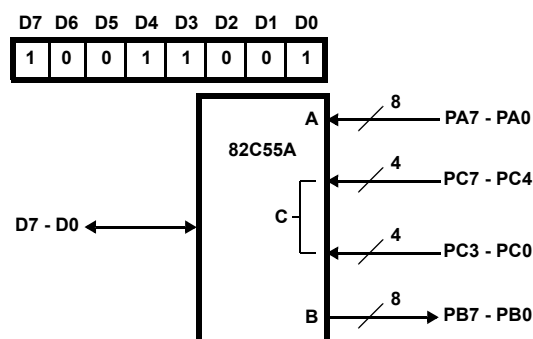 D7 D6 D5 D4 D3 D2 D1 D0
1 0 0 1 1 0 0 1
8
A PA7 - PA0
82C55A
4
PC7 - PC4
C
D7 - D0
4
PC3 - PC0
8
B PB7 - PB0